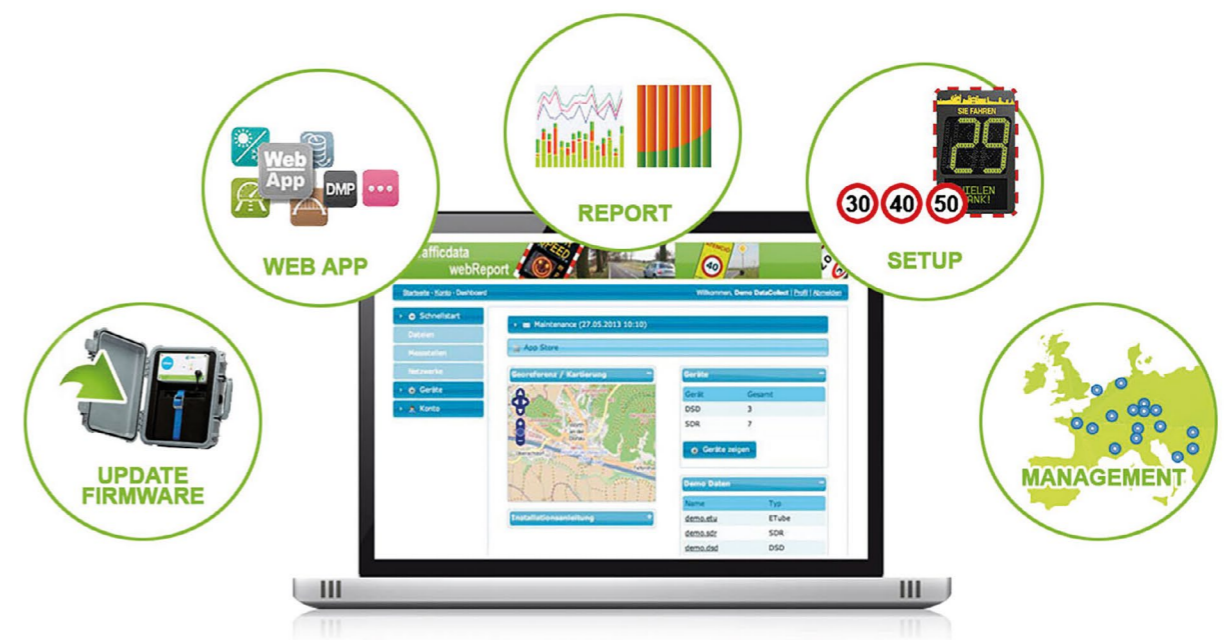 REPORT
SIE FAHREN
29
VIELEN
DANK!
30 40 50
SETUP
Web
App
DMP
WEB APP
UPDATE
FIRMWARE
MANAGEMENT
afficdata
webReport
SPEED
40
Startseite - Konto - Dashboard
Willkommen, Demo DataCollect | Profil | Abmelden
Schnellstart
Dateien
Messstellen
Netzwerke
Geräte
Konto
Maintenance (27.05.2013 10:10)
App Store
Georeferenz / Kartierung
Installationsanleitung
Geräte
Gerät Gesamt
DSD 3
SDR 7
Geräte zeigen
Demo Daten
Name Typ
demo.etu ETube
demo.sdr SDR
demo.dsd DSD